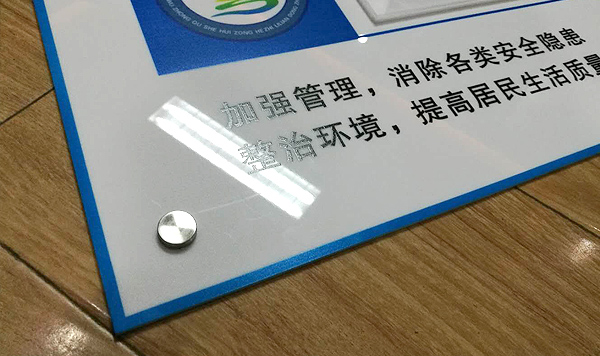 加强管理，消除各类安全隐患
整治环境，提高居民生活质量